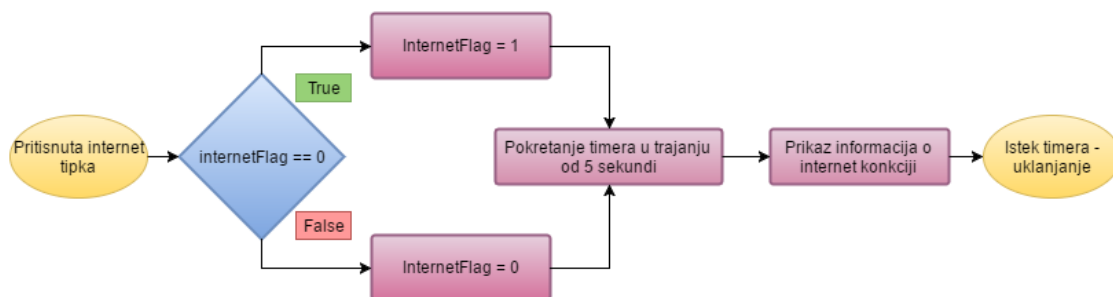 Pritisnuta internet
tipka
internetFlag == 0
True
False
InternetFlag = 1
InternetFlag = 0
Pokretanje timera u trajanju
od 5 sekundi
Prikaz informacija o
internet konkciji
Istek timera -
uklanjanje